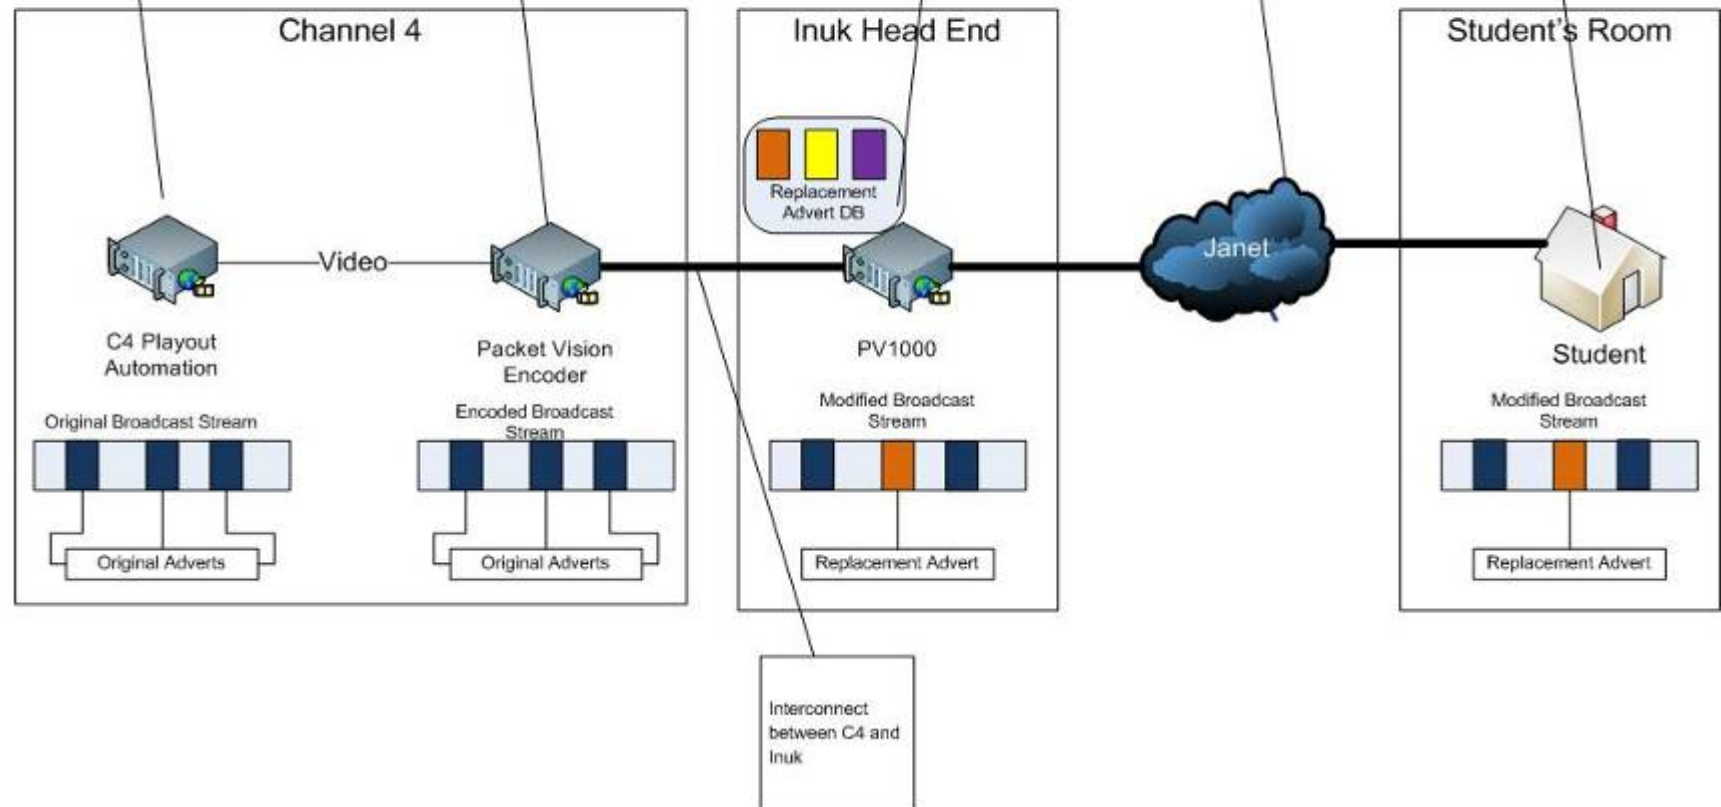 Channel 4
Inuk Head End
Student's Room
Replacement
Advert DB
Video
Janet
C4 Playout
Automation
Packet Vision
Encoder
PV1000
Student
Original Broadcast Stream
Encoded Broadcast
Stream
Modified Broadcast
Stream
Modified Broadcast
Stream
Original Adverts
Original Adverts
Replacement Advert
Replacement Advert
Interconnect
between C4 and
Inuk